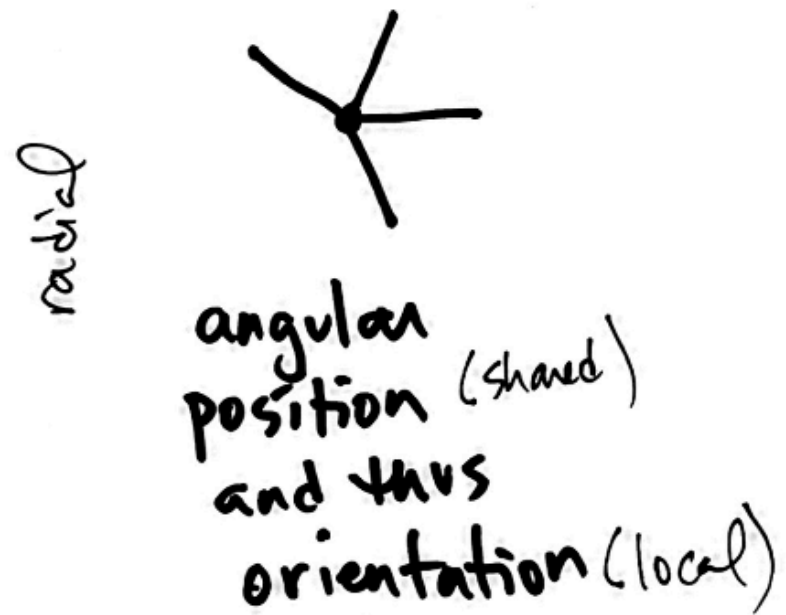 radial
angular
position (shared)
and thus
orientation (local)